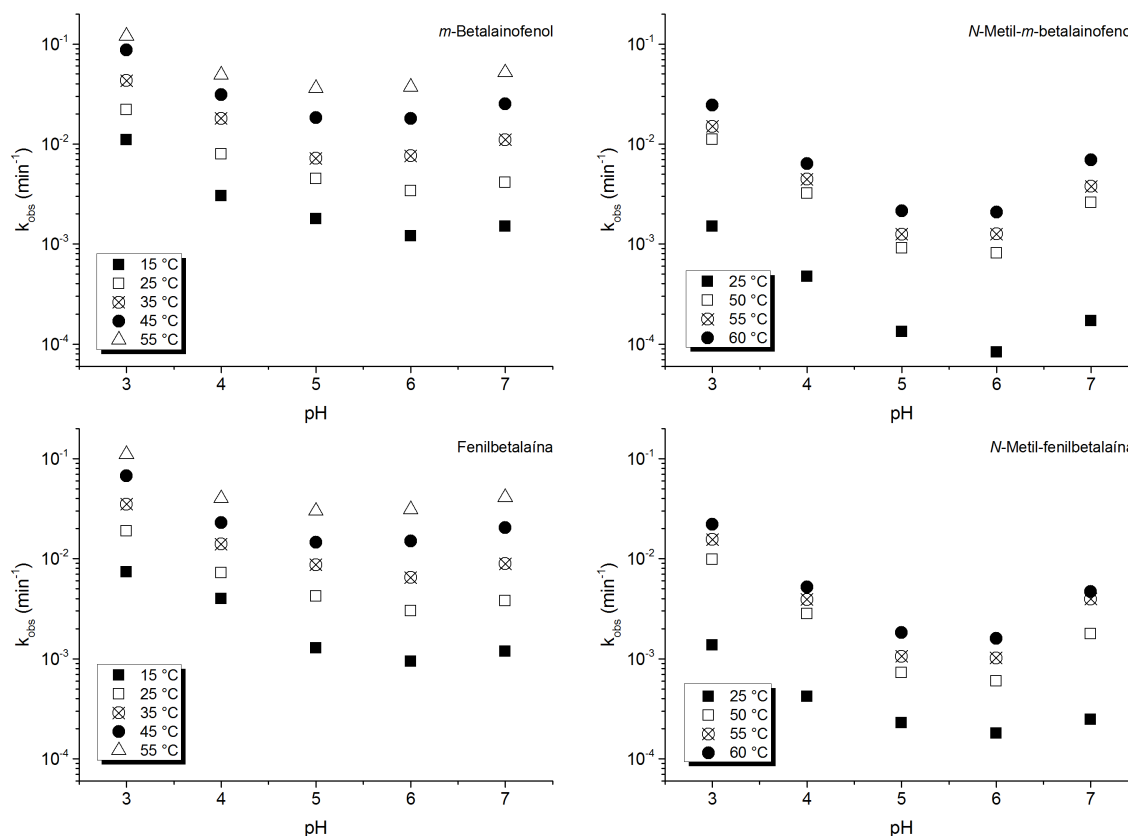 m-Betalainofenol
10⁻¹
10⁻²
10⁻³
10⁻⁴
k_obs (min⁻¹)
15 °C
25 °C
35 °C
45 °C
55 °C
3 4 5 6 7
pH
N-Metil-m-betalainofenol
10⁻¹
10⁻²
10⁻³
10⁻⁴
k_obs (min⁻¹)
25 °C
50 °C
55 °C
60 °C
3 4 5 6 7
pH
Fenilbetalaína
10⁻¹
10⁻²
10⁻³
10⁻⁴
k_obs (min⁻¹)
15 °C
25 °C
35 °C
45 °C
55 °C
3 4 5 6 7
pH
N-Metil-fenilbetalaína
10⁻¹
10⁻²
10⁻³
10⁻⁴
k_obs (min⁻¹)
25 °C
50 °C
55 °C
60 °C
3 4 5 6 7
pH